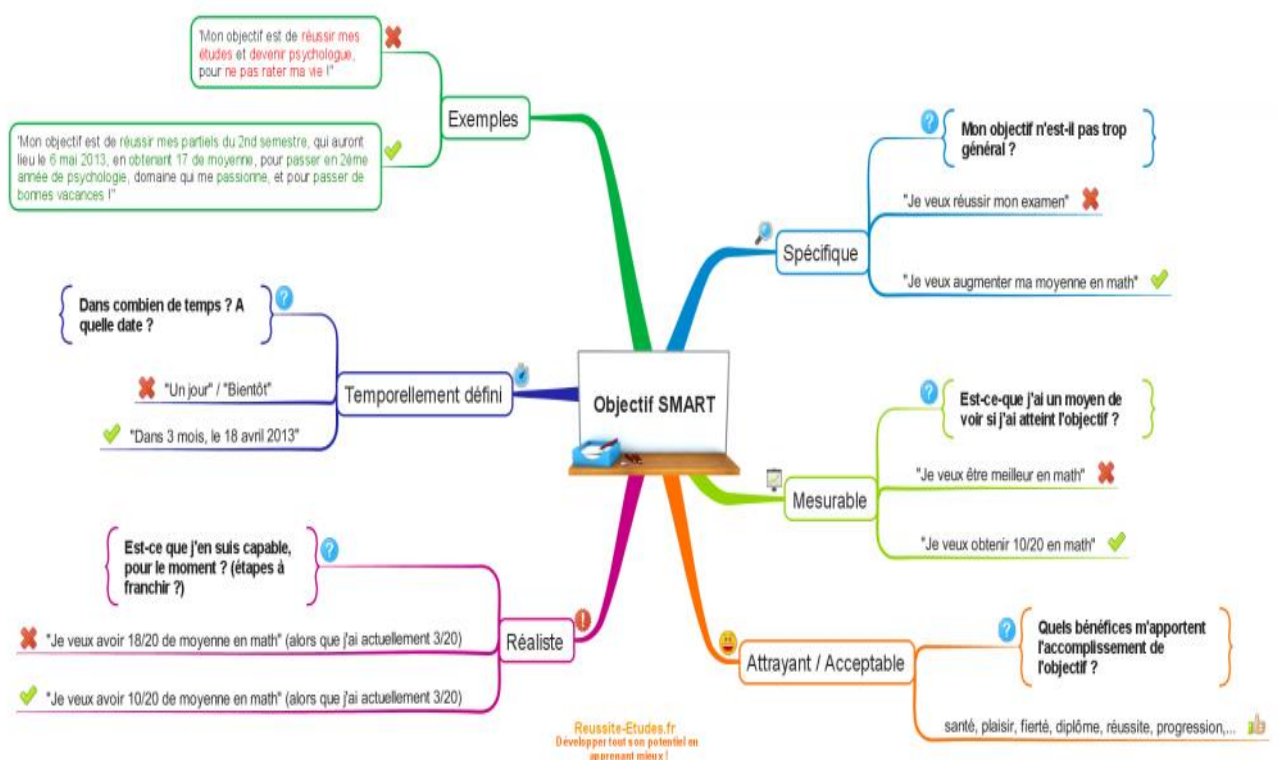 'Mon objectif est de réussir mes
études et devenir psychologue,
pour ne pas rater ma vie !"
Exemples
'Mon objectif est de réussir mes partiels du 2nd semestre, qui auront
lieu le 6 mai 2013, en obtenant 17 de moyenne, pour passer en 2ème
année de psychologie, domaine qui me passionne, et pour passer de
bonnes vacances !"
Mon objectif n'est-il pas trop
général ?
"Je veux réussir mon examen"
Spécifique
"Je veux augmenter ma moyenne en math"
Dans combien de temps ? A
quelle date ?
"Un jour" / "Bientôt"
Temporellement défini
"Dans 3 mois, le 18 avril 2013"
Objectif SMART
Est-ce-que j'ai un moyen de
voir si j'ai atteint l'objectif ?
"Je veux être meilleur en math"
Mesurable
"Je veux obtenir 10/20 en math"
Est-ce que j'en suis capable,
pour le moment ? (étapes à
franchir ?)
"Je veux avoir 18/20 de moyenne en math" (alors que j'ai actuellement 3/20)
Réaliste
"Je veux avoir 10/20 de moyenne en math" (alors que j'ai actuellement 3/20)
Quels bénéfices m'apportent
l'accomplissement de
l'objectif ?
Attrayant / Acceptable
santé, plaisir, fierté, diplôme, réussite, progression,...
Reussite-Etudes.fr
Développer tout son potentiel en
apprenant mieux !